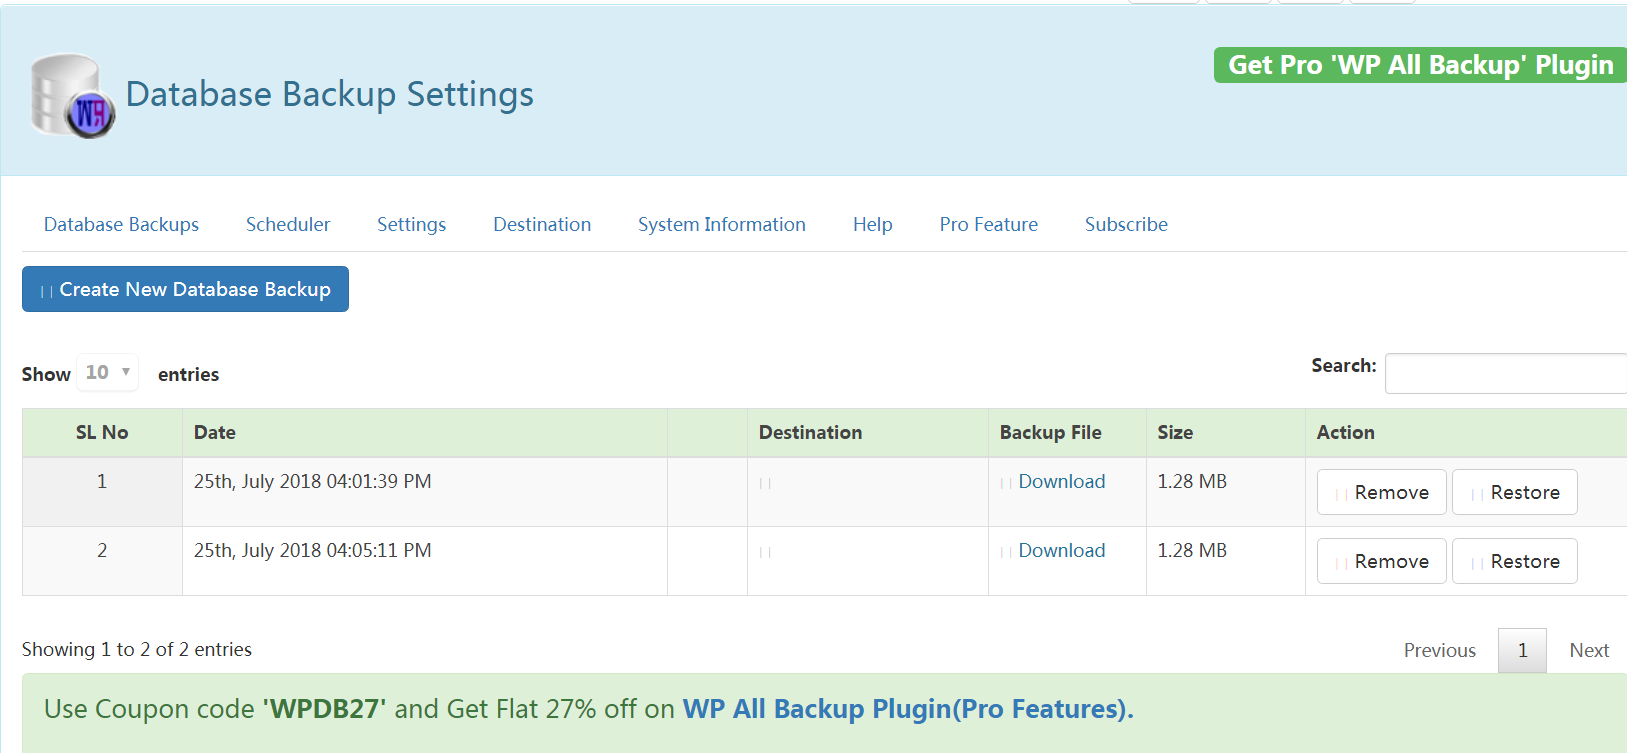 Get Pro 'WP All Backup' Plugin
Database Backup Settings
Database Backups Scheduler Settings Destination System Information Help Pro Feature Subscribe
Create New Database Backup
Show 10 entries Search:
SL No Date Destination Backup File Size Action
1 25th, July 2018 04:01:39 PM Download 1.28 MB Remove Restore
2 25th, July 2018 04:05:11 PM Download 1.28 MB Remove Restore
Showing 1 to 2 of 2 entries Previous 1 Next
Use Coupon code 'WPDB27' and Get Flat 27% off on WP All Backup Plugin(Pro Features).